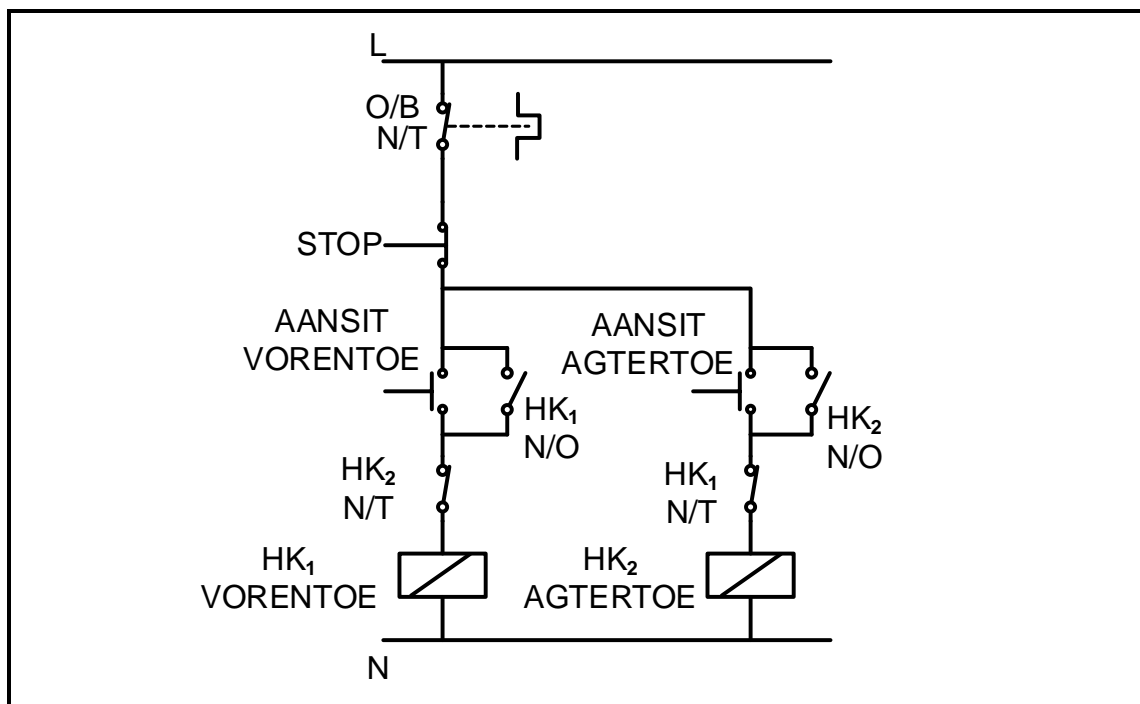 L
O/B
N/T
STOP
AANSIT
VORENTOE
AANSIT
AGTERTOE
HK₁
N/O
HK₂
N/O
HK₂
N/T
HK₁
N/T
HK₁
VORENTOE
HK₂
AGTERTOE
N